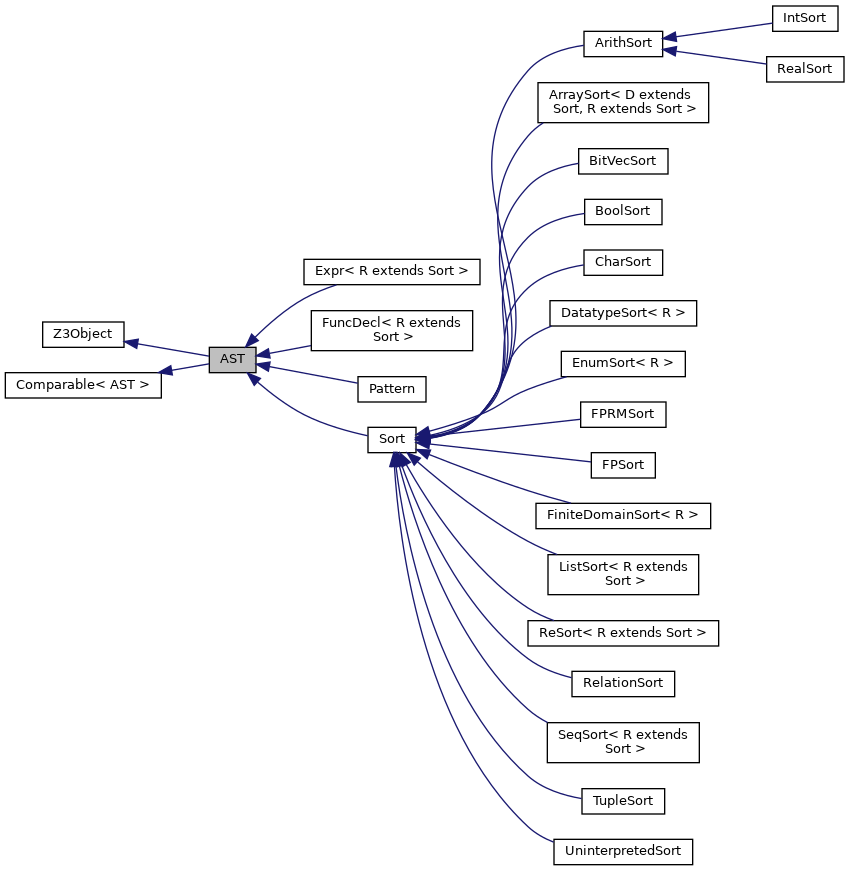 Z3Object
Comparable< AST >
AST
Expr< R extends Sort >
FuncDecl< R extends
Sort >
Pattern
Sort
ArithSort
IntSort
RealSort
ArraySort< D extends
Sort, R extends Sort >
BitVecSort
BoolSort
CharSort
DatatypeSort< R >
EnumSort< R >
FPRMSort
FPSort
FiniteDomainSort< R >
ListSort< R extends
Sort >
ReSort< R extends Sort >
RelationSort
SeqSort< R extends
Sort >
TupleSort
UninterpretedSort